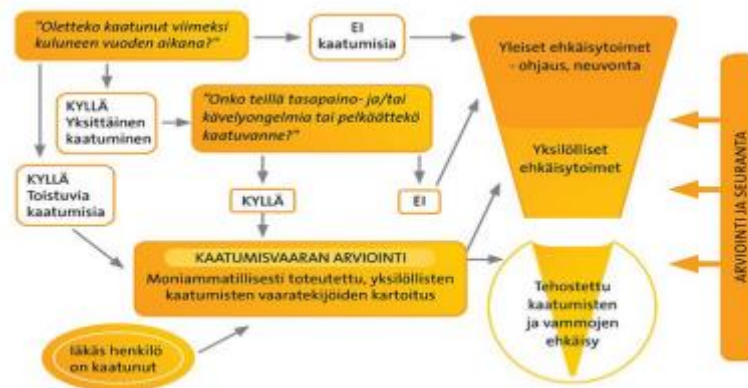 "Oletteko kaatunut viimeksi
kuluneen vuoden aikana?"
EI
kaatumisia
Yleiset ehkäisytoimet
- ohjaus, neuvonta
KYLLÄ
Yksittäinen
kaatuminen
"Onko teillä tasapaino- ja/tai
kävelyongelmia tai pelkäättekö
kaatuvanne?"
Yksilölliset
ehkäisytoimet
KYLLÄ
Toistuvia
kaatumisia
KYLLÄ
EI
KAATUMISVAARAN ARVIOINTI
Moniammatillisesti toteutettu, yksilöllisten
kaatumisten vaaratekijöiden kartoitus
Tehostettu
kaatumisten
ja vammojen
ehkäisy
Iäkäs henkilö
on kaatunut
ARVIOINTI JA SEURANTA